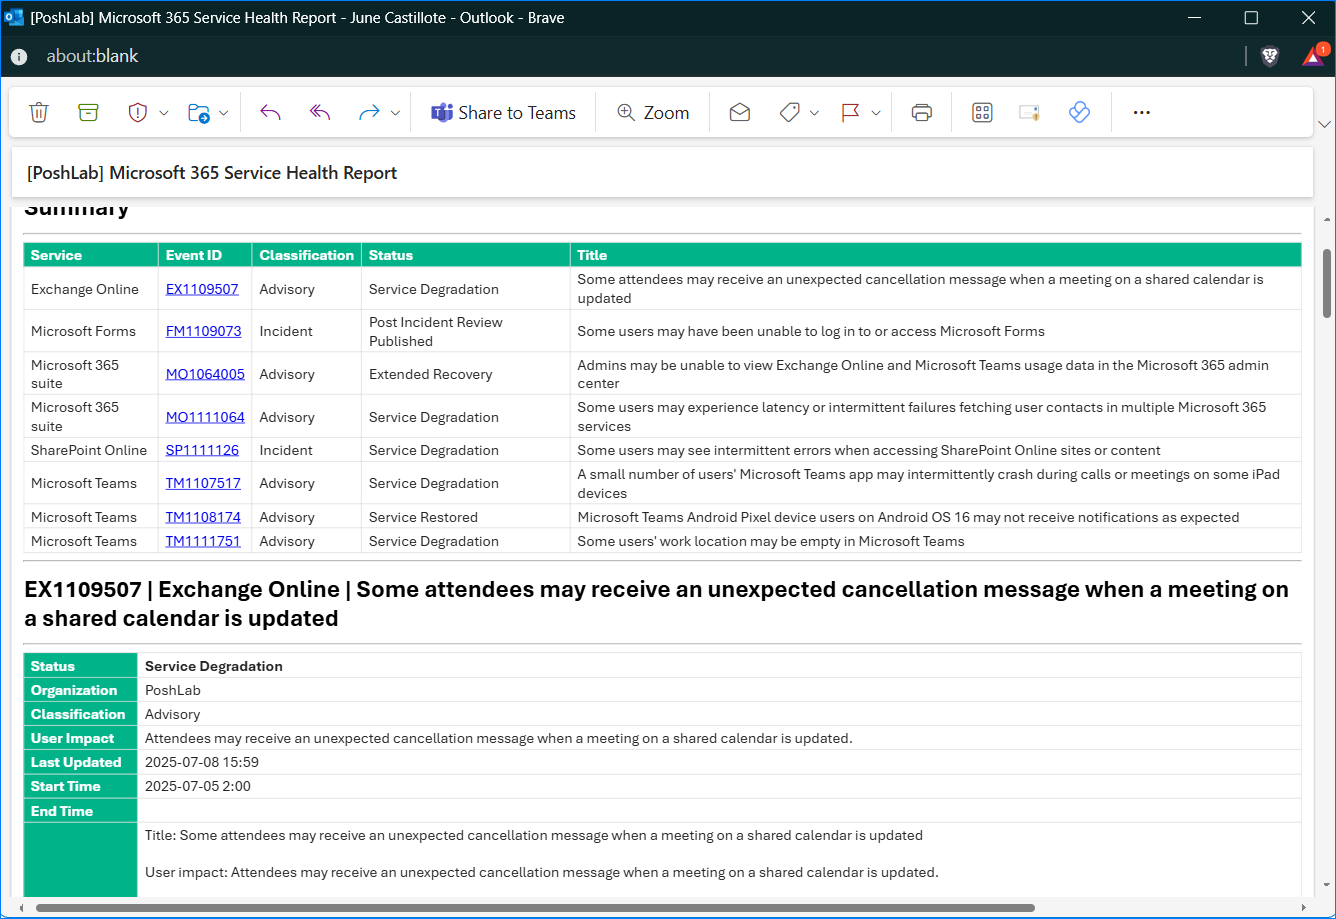 [PoshLab] Microsoft 365 Service Health Report - June Castillote - Outlook - Brave
about:blank
1
Share to Teams Zoom
[PoshLab] Microsoft 365 Service Health Report
Summary
Service Event ID Classification Status Title
Exchange Online EX1109507 Advisory Service Degradation Some attendees may receive an unexpected cancellation message when a meeting on a shared calendar is
updated
Microsoft Forms FM1109073 Incident Post Incident Review
Published Some users may have been unable to log in to or access Microsoft Forms
Microsoft 365
suite MO1064005 Advisory Extended Recovery Admins may be unable to view Exchange Online and Microsoft Teams usage data in the Microsoft 365 admin
center
Microsoft 365
suite MO1111064 Advisory Service Degradation Some users may experience latency or intermittent failures fetching user contacts in multiple Microsoft 365
services
SharePoint Online SP1111126 Incident Service Degradation Some users may see intermittent errors when accessing SharePoint Online sites or content
Microsoft Teams TM1107517 Advisory Service Degradation A small number of users' Microsoft Teams app may intermittently crash during calls or meetings on some iPad
devices
Microsoft Teams TM1108174 Advisory Service Restored Microsoft Teams Android Pixel device users on Android OS 16 may not receive notifications as expected
Microsoft Teams TM1111751 Advisory Service Degradation Some users' work location may be empty in Microsoft Teams
EX1109507 | Exchange Online | Some attendees may receive an unexpected cancellation message when a meeting on
a shared calendar is updated
Status Service Degradation
Organization PoshLab
Classification Advisory
User Impact Attendees may receive an unexpected cancellation message when a meeting on a shared calendar is updated.
Last Updated 2025-07-08 15:59
Start Time 2025-07-05 2:00
End Time
Title: Some attendees may receive an unexpected cancellation message when a meeting on a shared calendar is updated
User impact: Attendees may receive an unexpected cancellation message when a meeting on a shared calendar is updated.